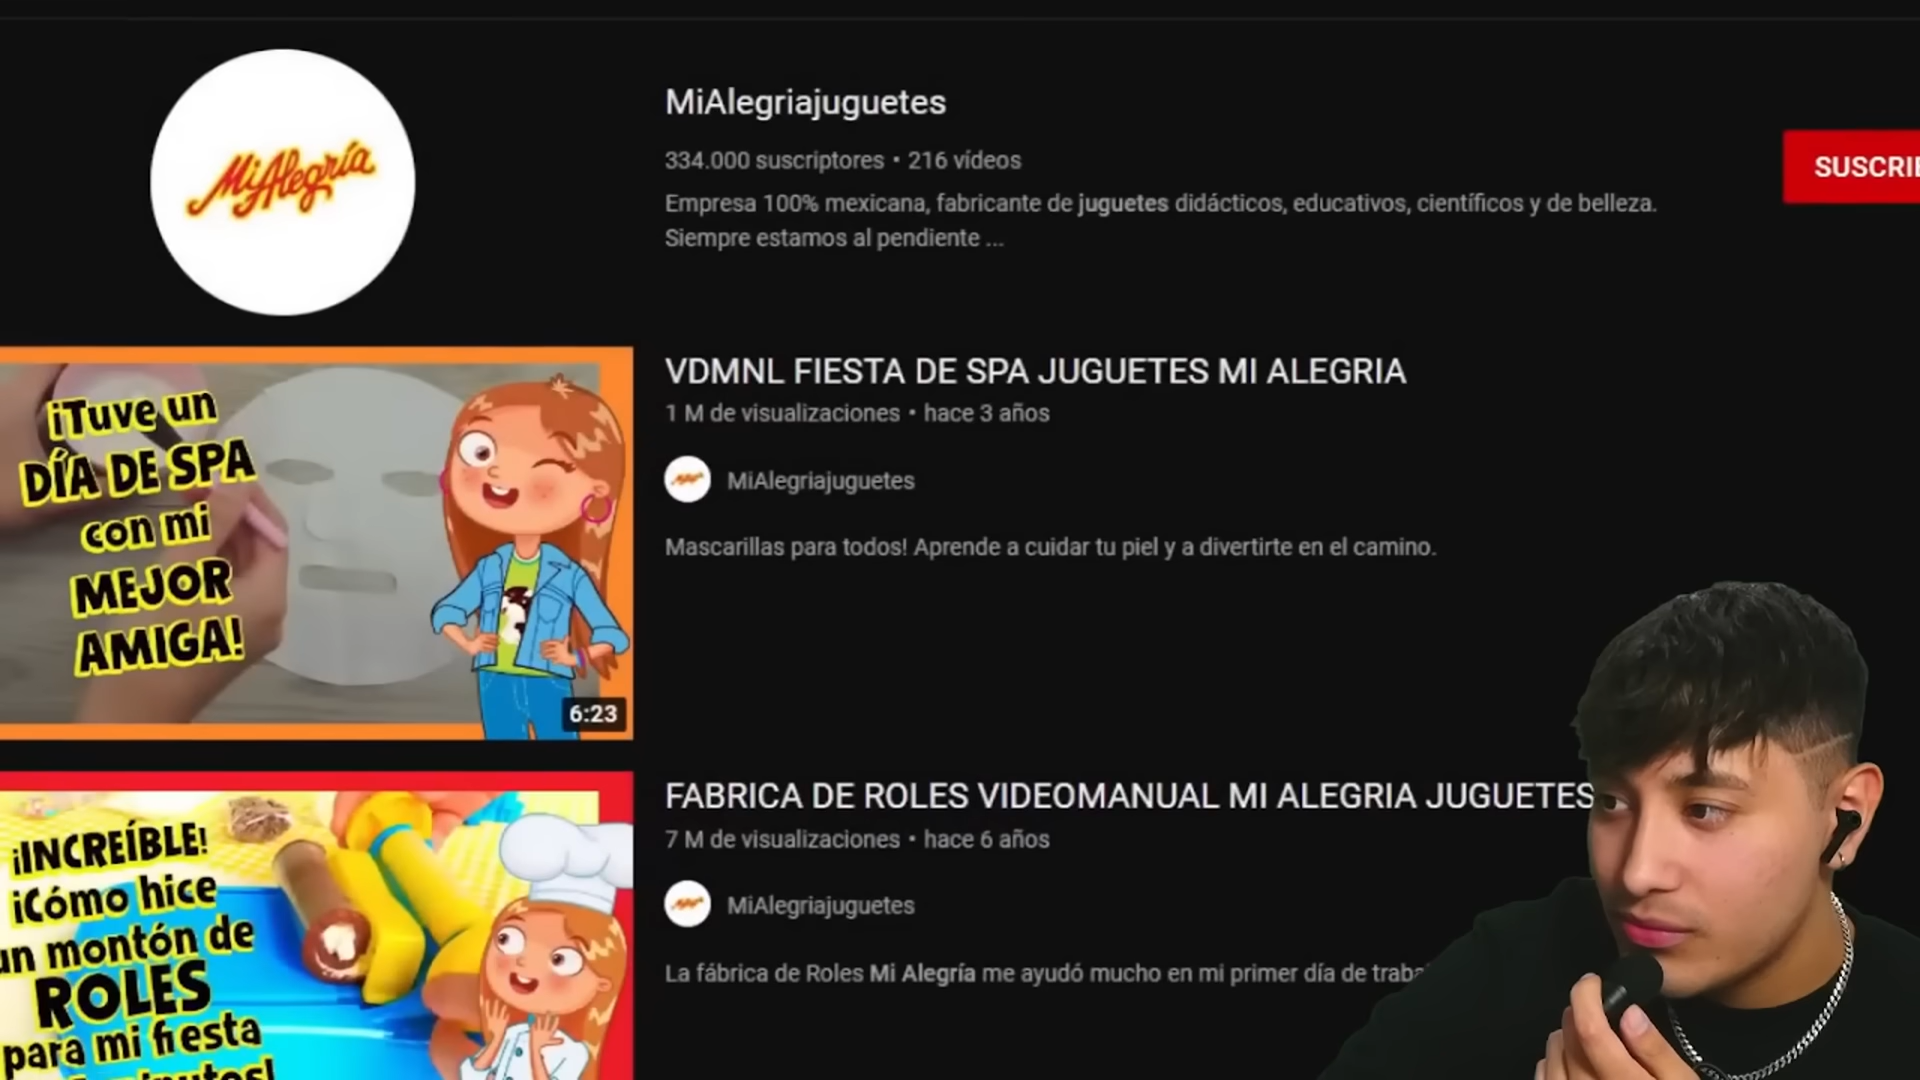 MiAlegría
MiAlegriajuguetes
334.000 suscriptores • 216 vídeos
Empresa 100% mexicana, fabricante de juguetes didácticos, educativos, científicos y de belleza.
Siempre estamos al pendiente ...
SUSCRIB
¡Tuve un
DÍA DE SPA
con mi
MEJOR
AMIGA!
6:23
VDMNL FIESTA DE SPA JUGUETES MI ALEGRIA
1 M de visualizaciones • hace 3 años
MiAlegriajuguetes
Mascarillas para todos! Aprende a cuidar tu piel y a divertirte en el camino.
¡INCREÍBLE!
¡Cómo hice
un montón de
ROLES
para mi fiesta
FABRICA DE ROLES VIDEOMANUAL MI ALEGRIA JUGUETES
7 M de visualizaciones • hace 6 años
MiAlegriajuguetes
La fábrica de Roles Mi Alegría me ayudó mucho en mi primer día de traba